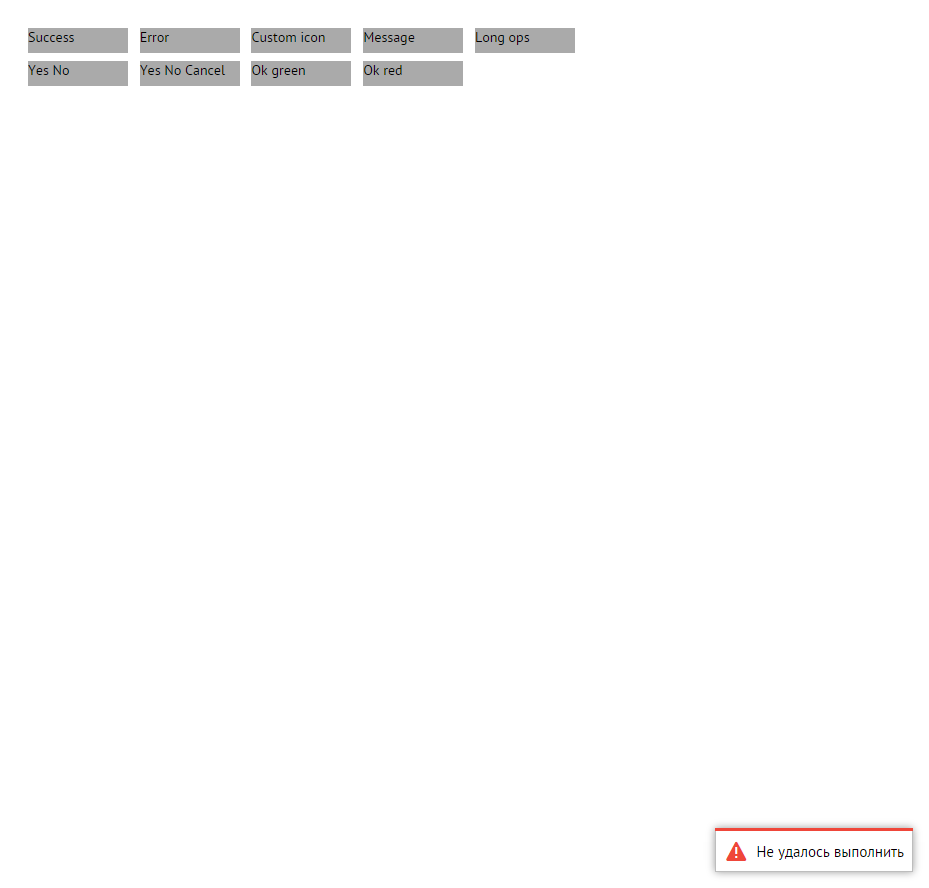 Success Error Custom icon Message Long ops
Yes No Yes No Cancel Ok green Ok red
Не удалось выполнить